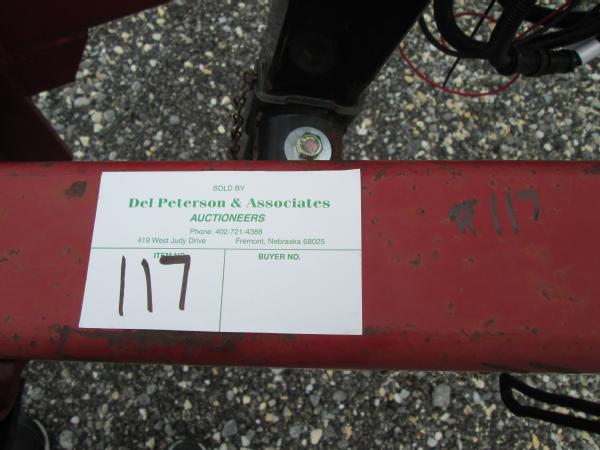 SOLD BY
Del Peterson & Associates
AUCTIONEERS
Phone: 402-721-4388
419 West Judy Drive Fremont, Nebraska 68025
ITEM NO. BUYER NO.
117
#117